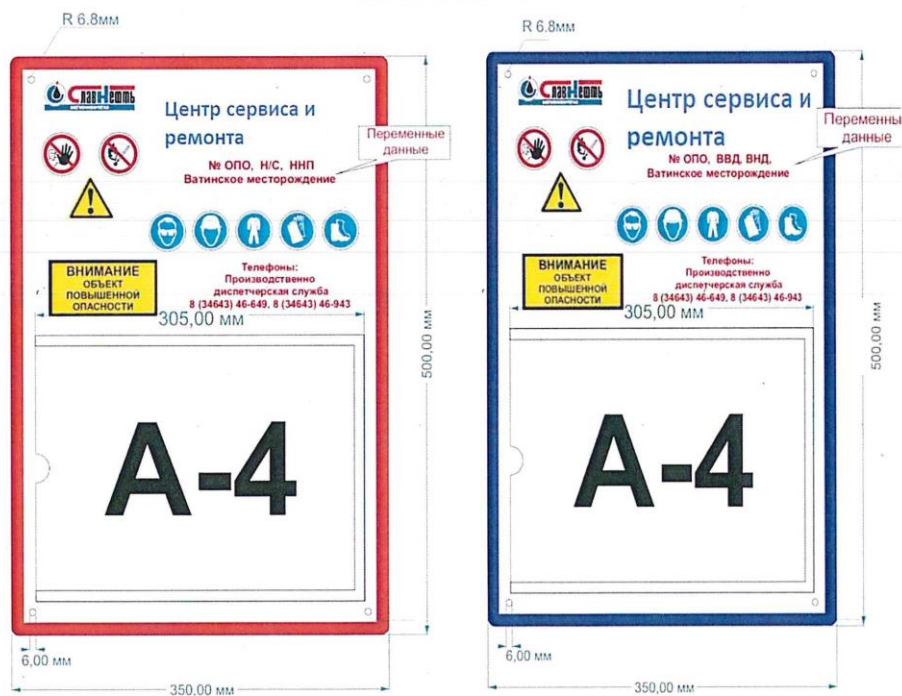 R 6.8мм
СлавНефть
Центр сервиса и
ремонта
Переменные
данные
№ ОПО, Н/С, ННП
Ватинское месторождение
ВНИМАНИЕ
ОБЪЕКТ
ПОВЫШЕННОЙ
ОПАСНОСТИ
Телефоны:
Производственно
диспетчерская служба
8 (34643) 46-649, 8 (34643) 46-943
305,00 мм
500,00 мм
А-4
6,00 мм
350,00 мм
R 6.8мм
СлавНефть
Центр сервиса и
ремонта
Переменные
данные
№ ОПО, ВВД, ВНД,
Ватинское месторождение
ВНИМАНИЕ
ОБЪЕКТ
ПОВЫШЕННОЙ
ОПАСНОСТИ
Телефоны:
Производственно
диспетчерская служба
8 (34643) 46-649, 8 (34643) 46-943
305,00 мм
500,00 мм
А-4
6,00 мм
350,00 мм